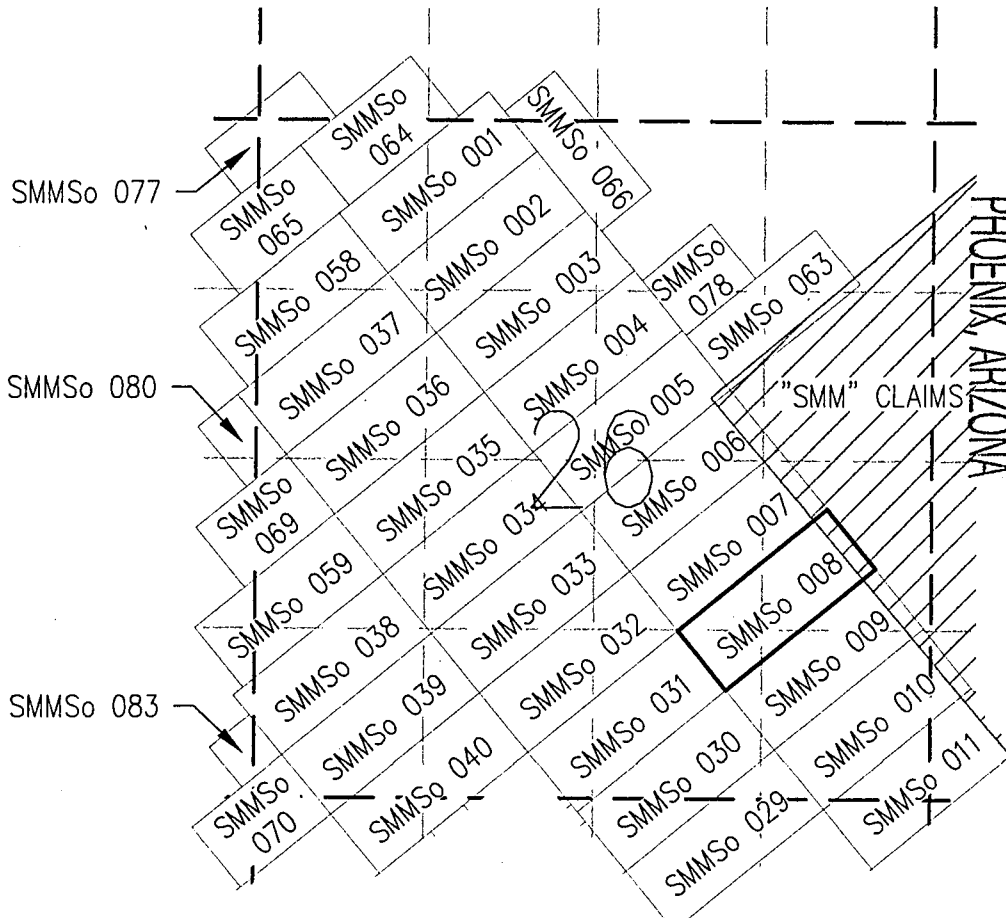 SMMSo 077
SMMSo 080
SMMSo 083
SMMSo
064
SMMSo
065
SMMSo 001
SMMSo 066
SMMSo 058
SMMSo 002
SMMSo 037
SMMSo 003
SMMSo
078
SMMSo 063
SMMSo 036
SMMSo 004
SMMSo
069
SMMSo 035
SMMSo 005
26
"SMM" CLAIMS
PHOENIX, ARIZONA
SMMSo 059
SMMSo 034
SMMSo 006
SMMSo 038
SMMSo 033
SMMSo 007
SMMSo 039
SMMSo 032
SMMSo 008
SMMSo
070
SMMSo 040
SMMSo 031
SMMSo 009
SMMSo 030
SMMSo 010
SMMSo 029
SMMSo 011